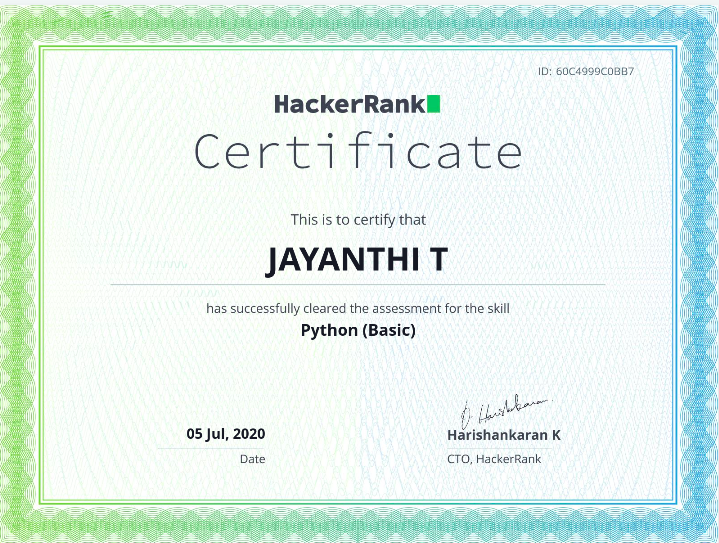 ID: 60C4999C0BB7
HackerRank
Certificate
This is to certify that
JAYANTHI T
has successfully cleared the assessment for the skill
Python (Basic)
05 Jul, 2020
Date
Harishankaran K
CTO, HackerRank